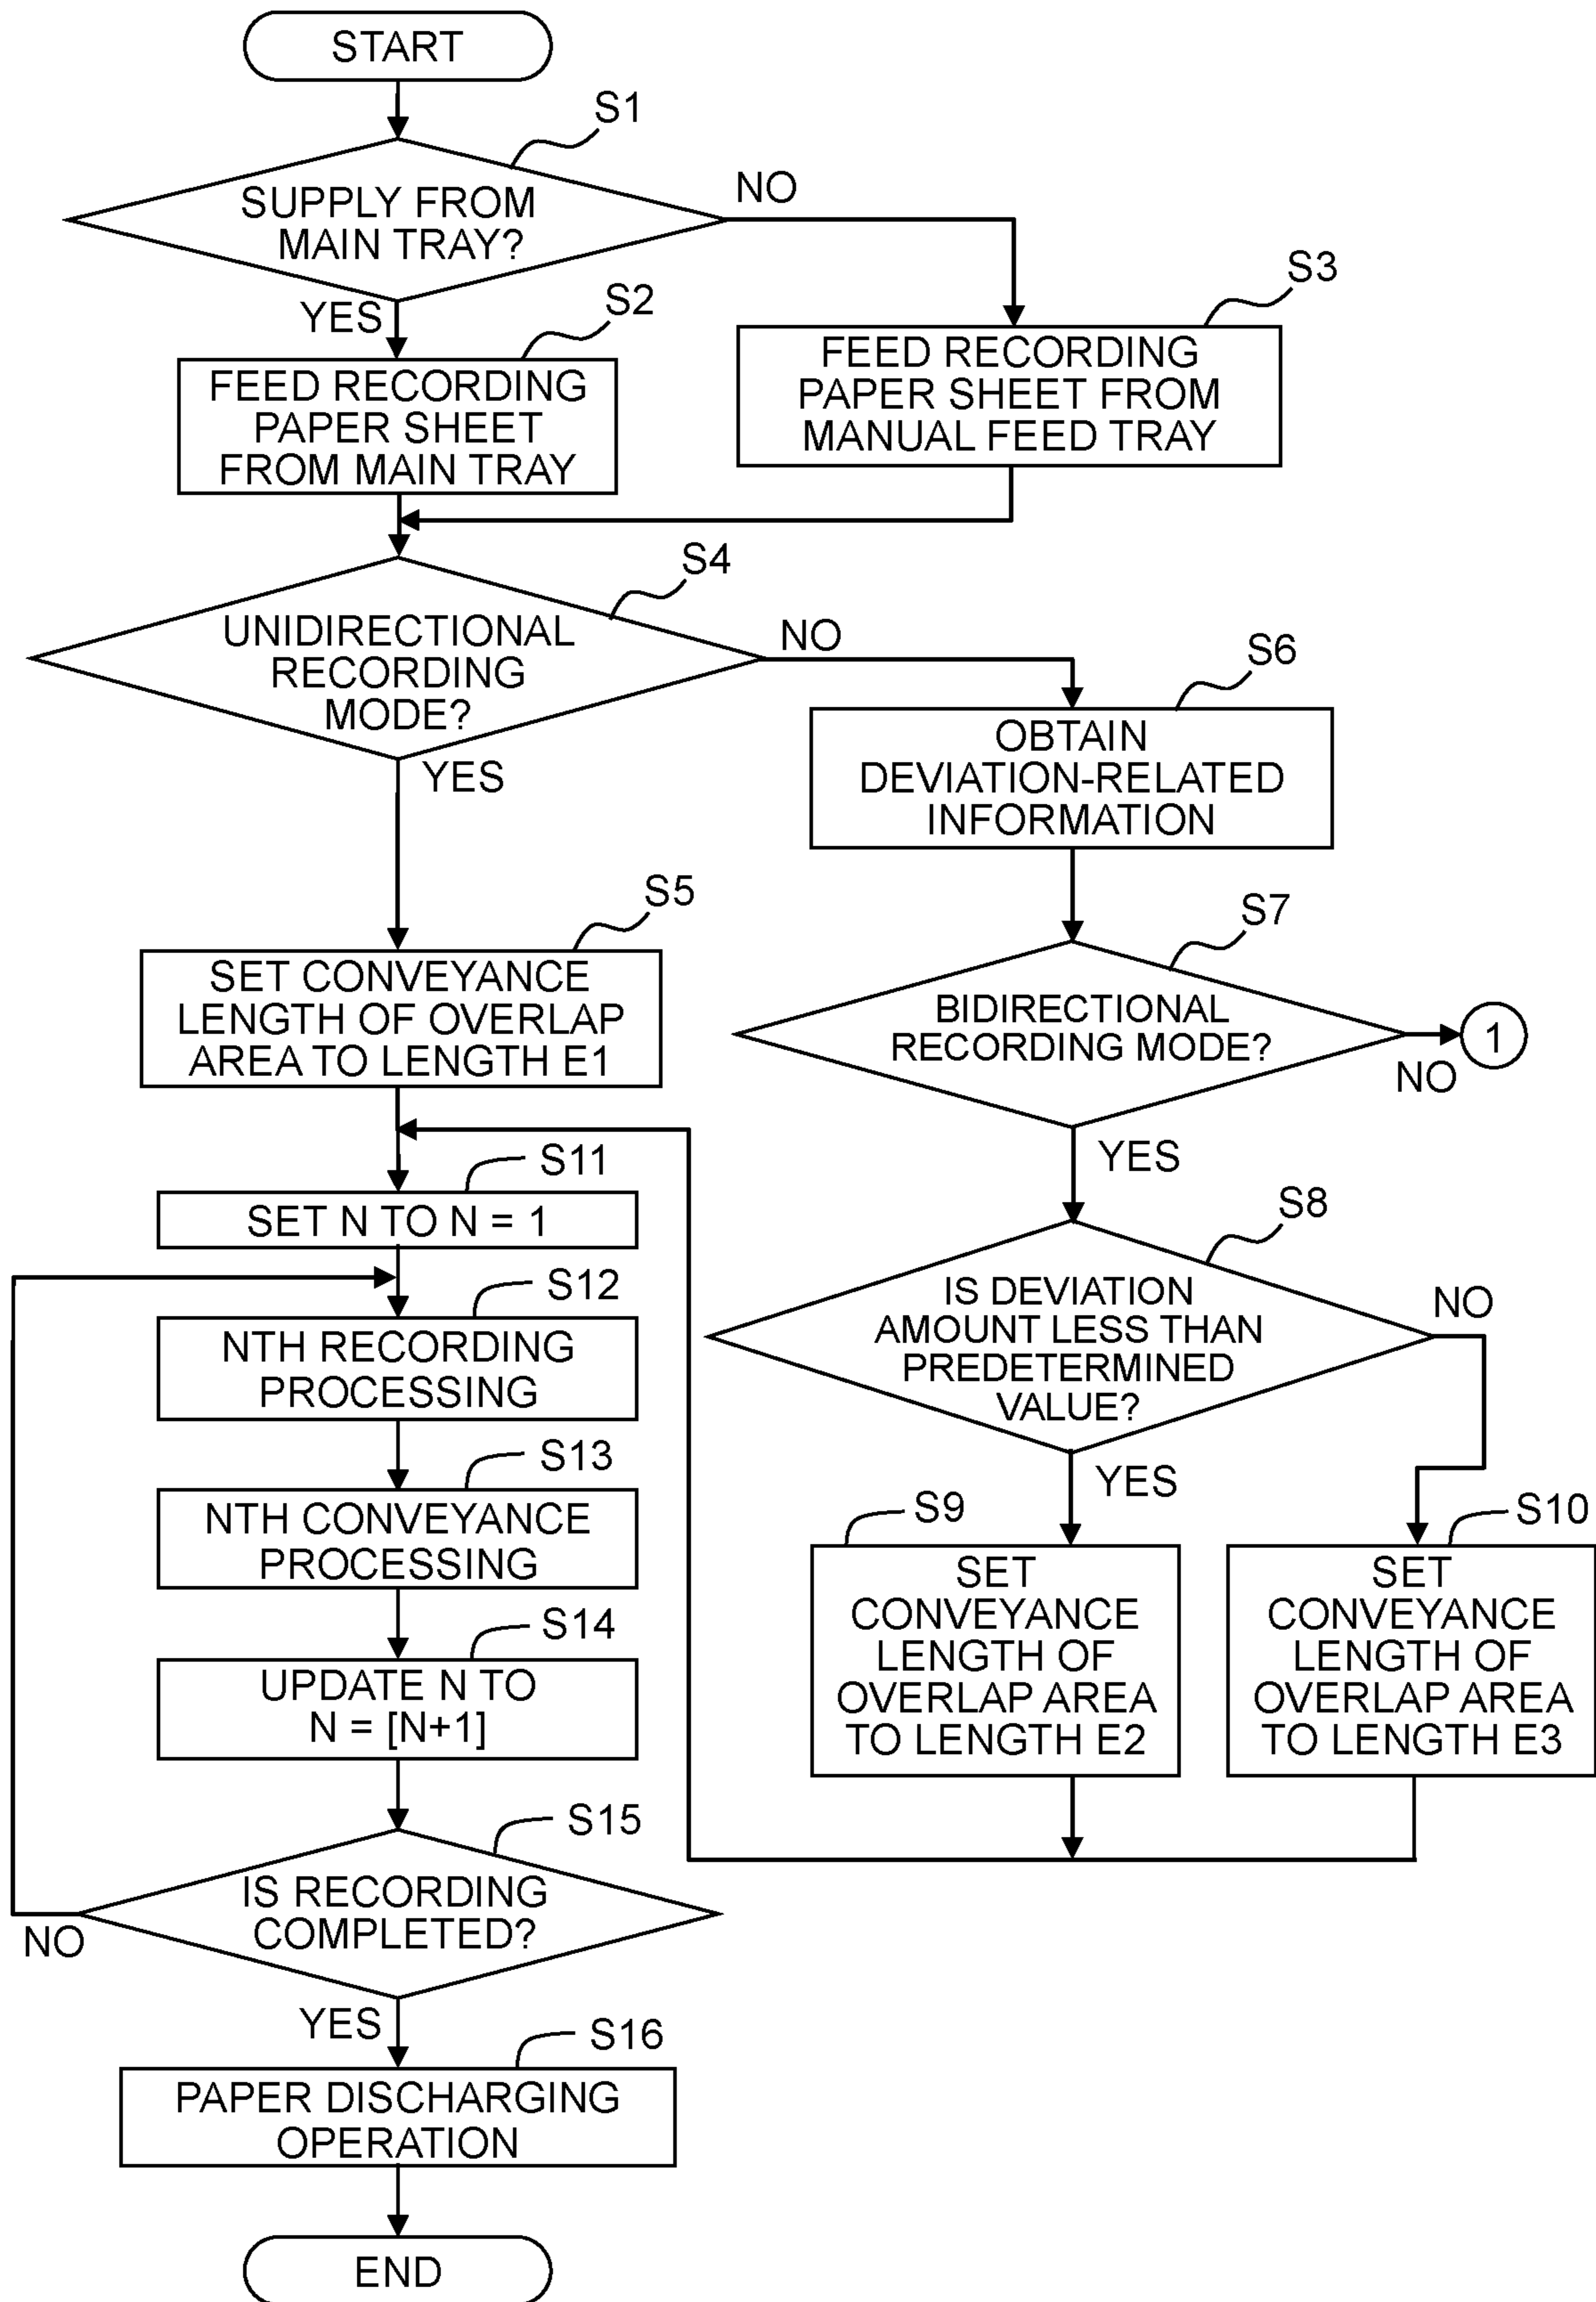 START
S1
SUPPLY FROM
MAIN TRAY?
NO
YES
S2
FEED RECORDING
PAPER SHEET
FROM MAIN TRAY
S3
FEED RECORDING
PAPER SHEET FROM
MANUAL FEED TRAY
S4
UNIDIRECTIONAL
RECORDING
MODE?
NO
YES
S6
OBTAIN
DEVIATION-RELATED
INFORMATION
S5
SET CONVEYANCE
LENGTH OF OVERLAP
AREA TO LENGTH E1
S7
BIDIRECTIONAL
RECORDING MODE?
1
NO
YES
S11
SET N TO N = 1
S8
IS DEVIATION
AMOUNT LESS THAN
PREDETERMINED
VALUE?
NO
YES
S12
NTH RECORDING
PROCESSING
S13
NTH CONVEYANCE
PROCESSING
S9
SET
CONVEYANCE
LENGTH OF
OVERLAP AREA
TO LENGTH E2
S10
SET
CONVEYANCE
LENGTH OF
OVERLAP AREA
TO LENGTH E3
S14
UPDATE N TO
N = [N+1]
S15
IS RECORDING
COMPLETED?
NO
YES
S16
PAPER DISCHARGING
OPERATION
END